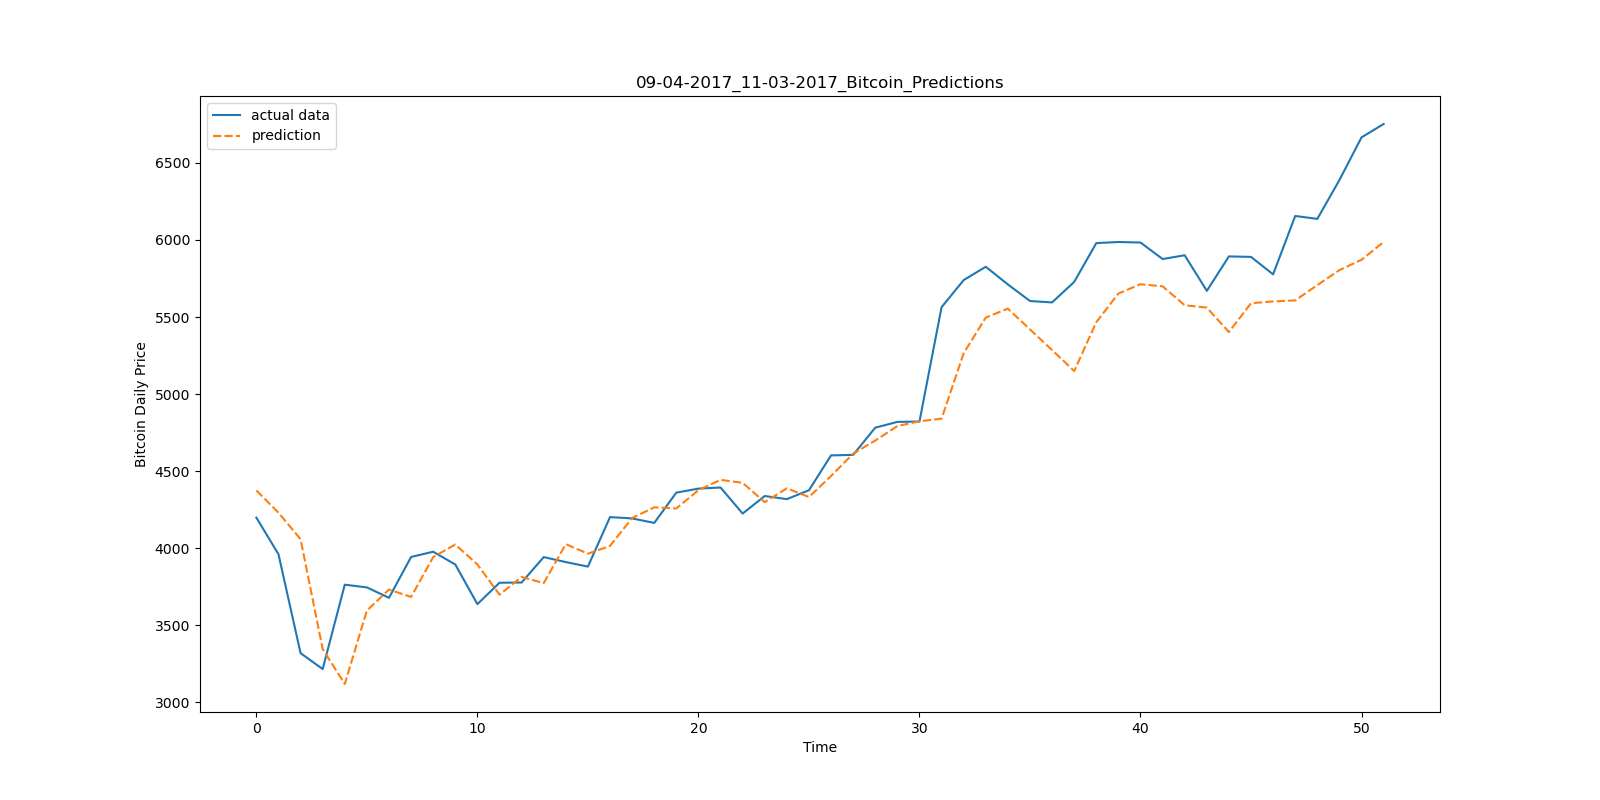 09-04-2017_11-03-2017_Bitcoin_Predictions
actual data
prediction
Bitcoin Daily Price
6500
6000
5500
5000
4500
4000
3500
3000
0 10 20 30 40 50
Time